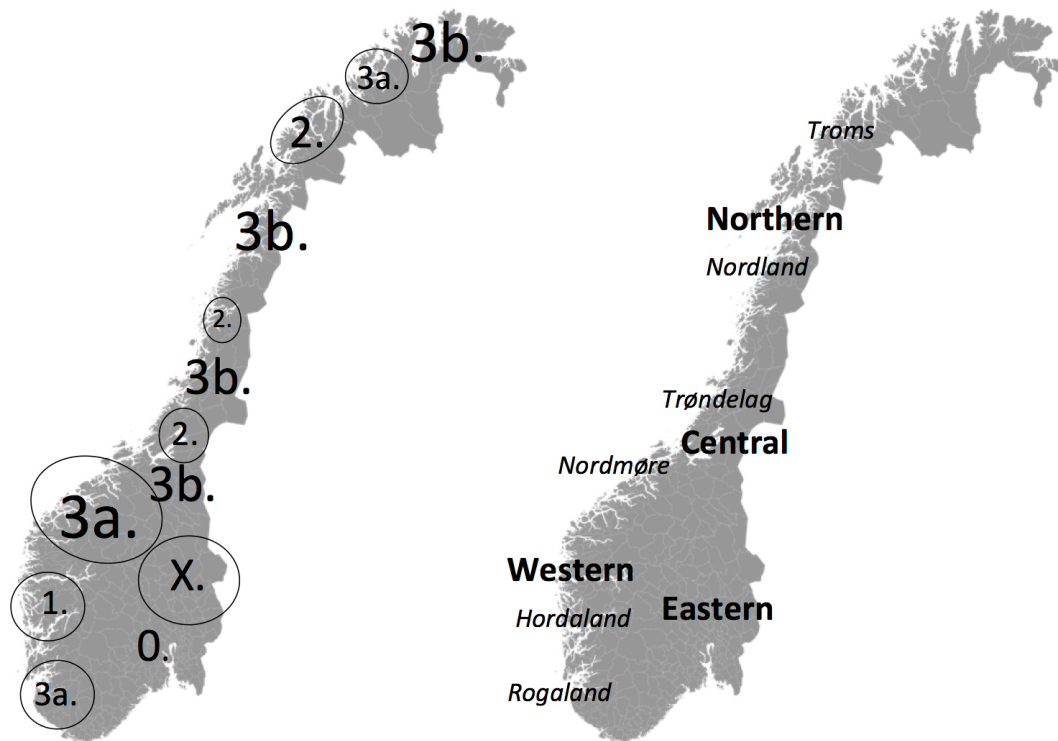 3b.
3a.
2.
3b.
2.
3b.
2.
3b.
3a.
X.
1.
0.
3a.
Troms
Northern
Nordland
Trøndelag
Central
Nordmøre
Western
Eastern
Hordaland
Rogaland